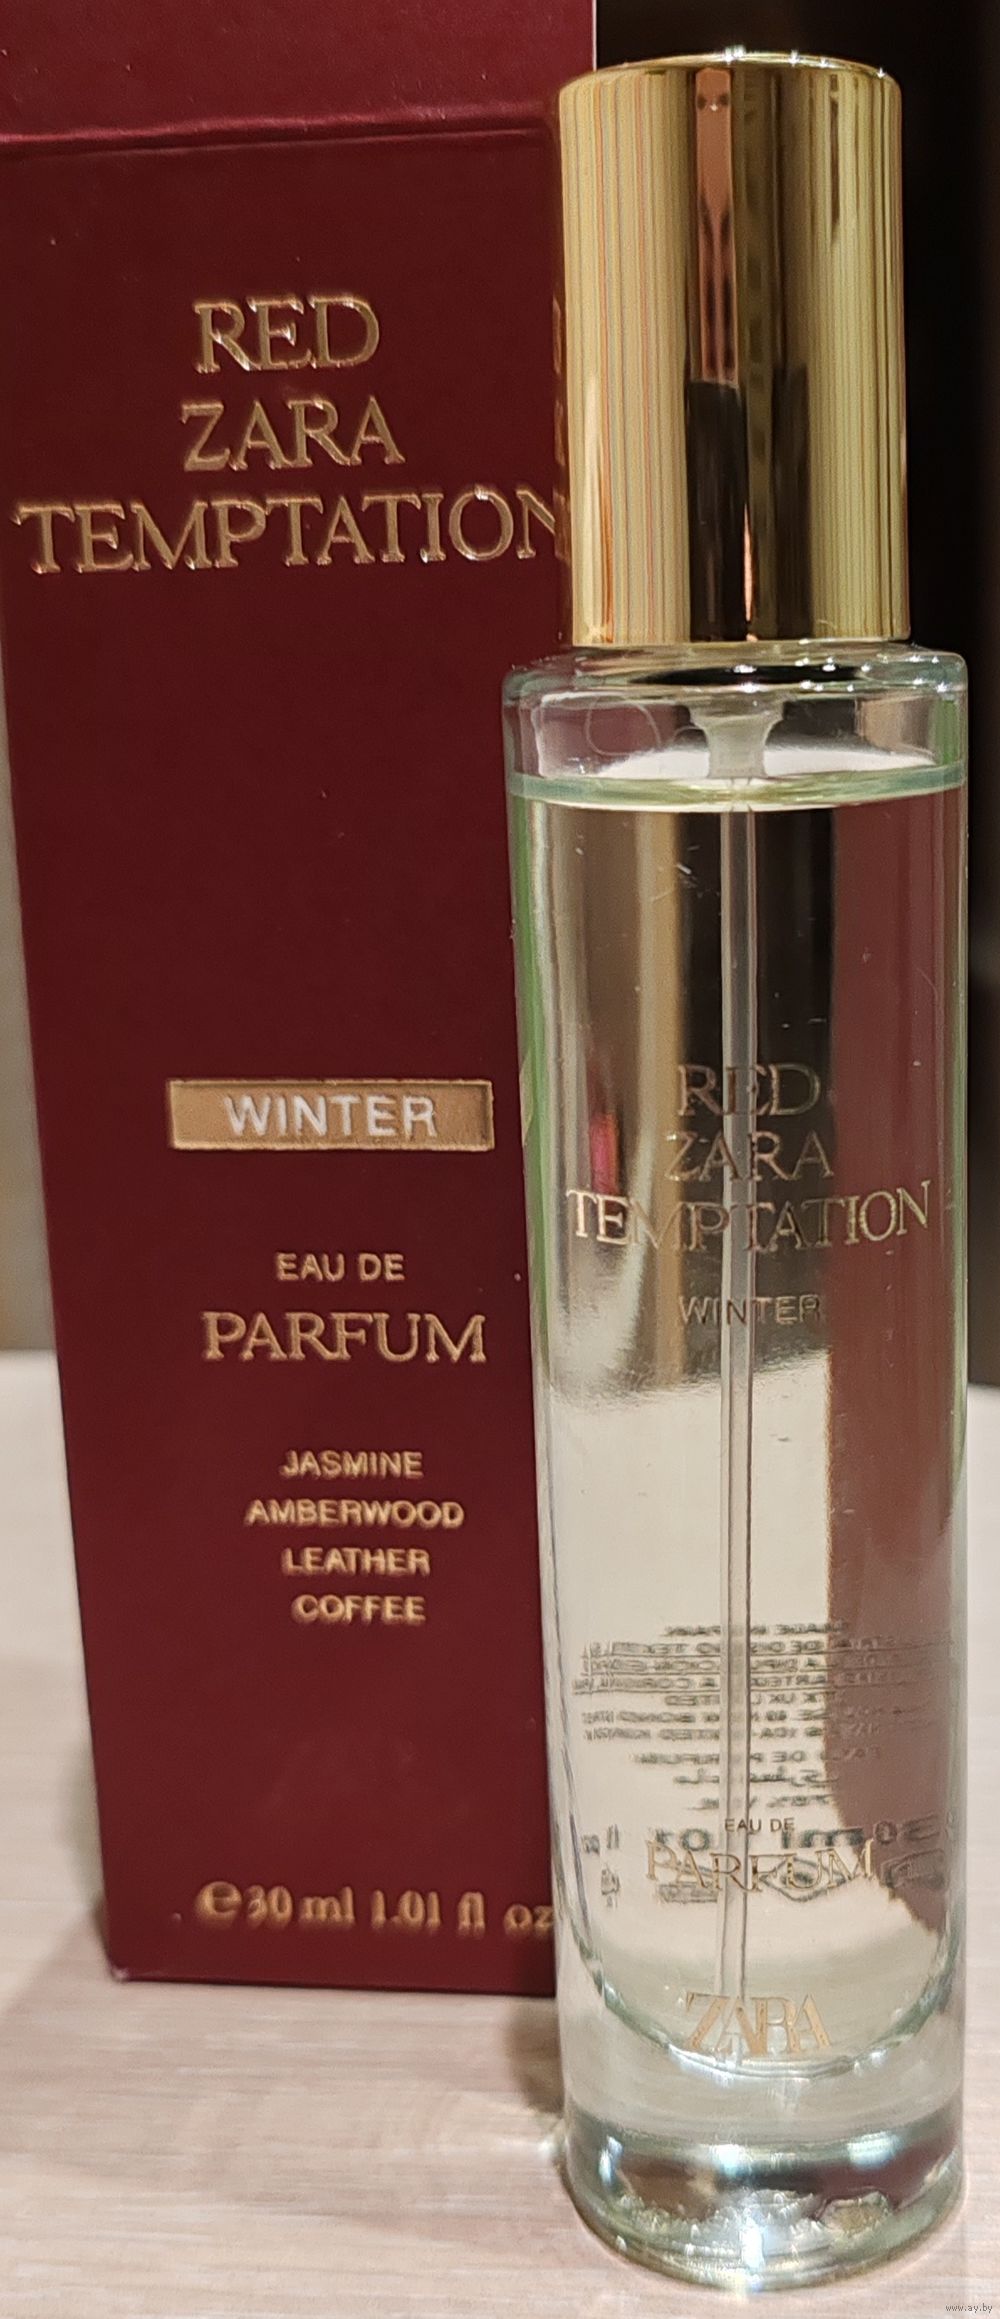 RED
ZARA
TEMPTATION
WINTER
EAU DE
PARFUM
JASMINE
AMBERWOOD
LEATHER
COFFEE
℮30 ml 1.01 fl oz
RED
ZARA
TEMPTATION
WINTER
EAU DE
PARFUM
ZARA
www.ay.by